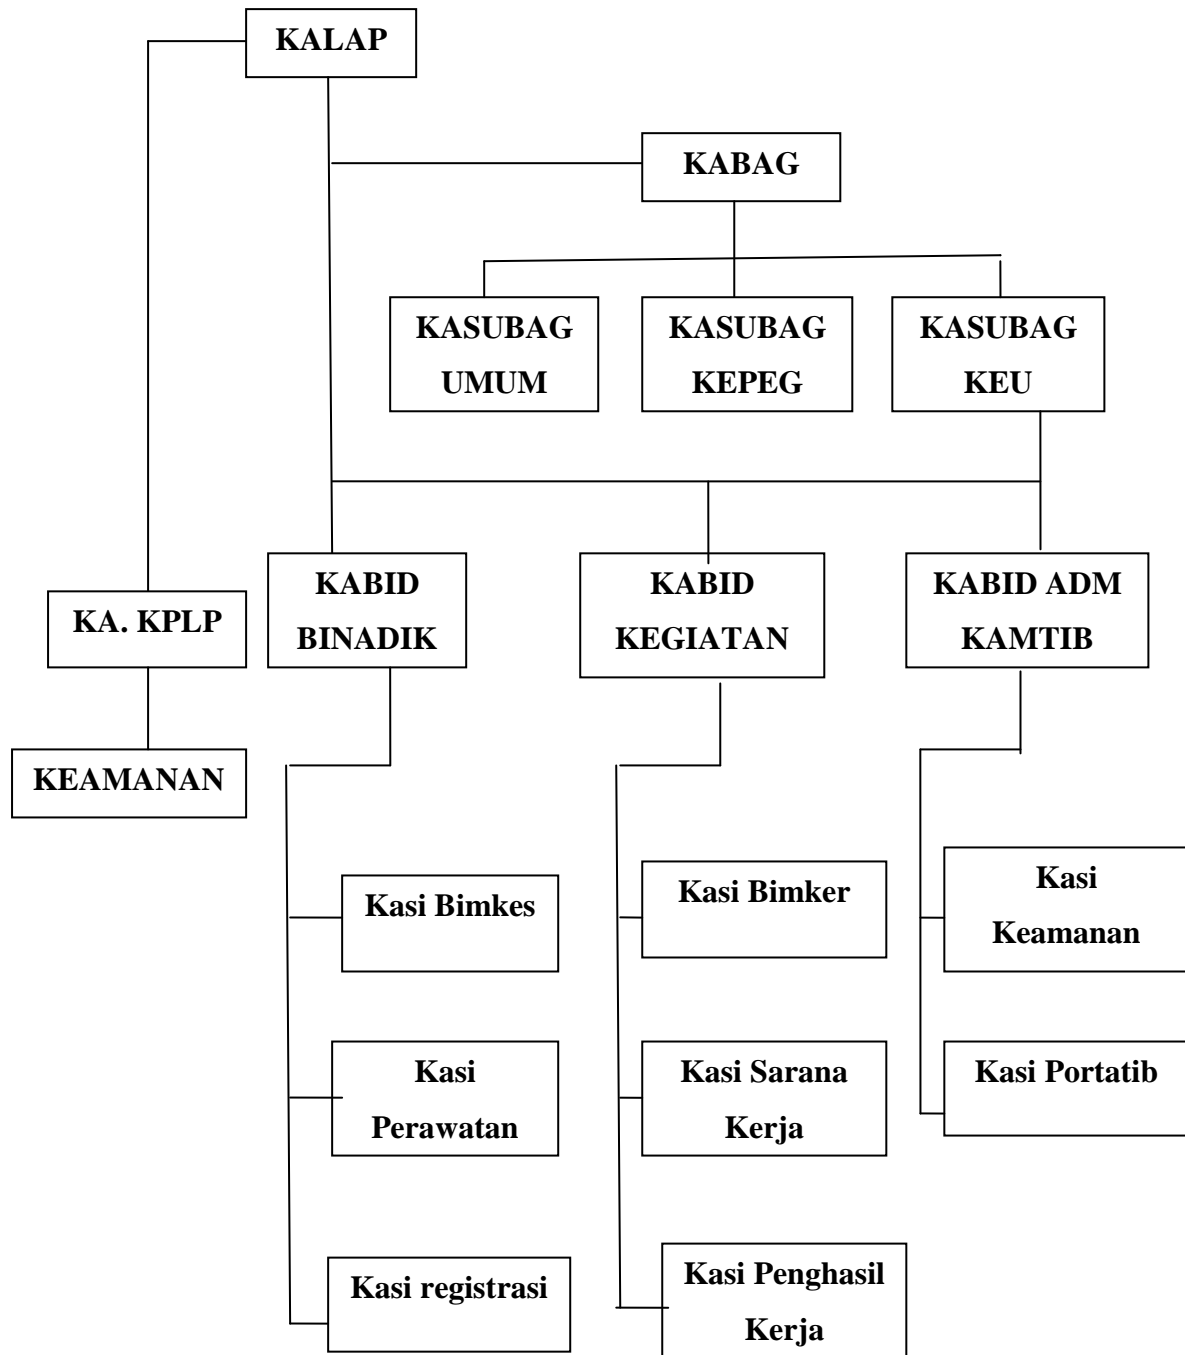 KALAP
KABAG
KASUBAG
UMUM
KASUBAG
KEPEG
KASUBAG
KEU
KA. KPLP
KABID
BINADIK
KABID
KEGIATAN
KABID ADM
KAMTIB
KEAMANAN
Kasi Bimkes
Kasi Bimker
Kasi
Keamanan
Kasi
Perawatan
Kasi Sarana
Kerja
Kasi Portatib
Kasi registrasi
Kasi Penghasil
Kerja